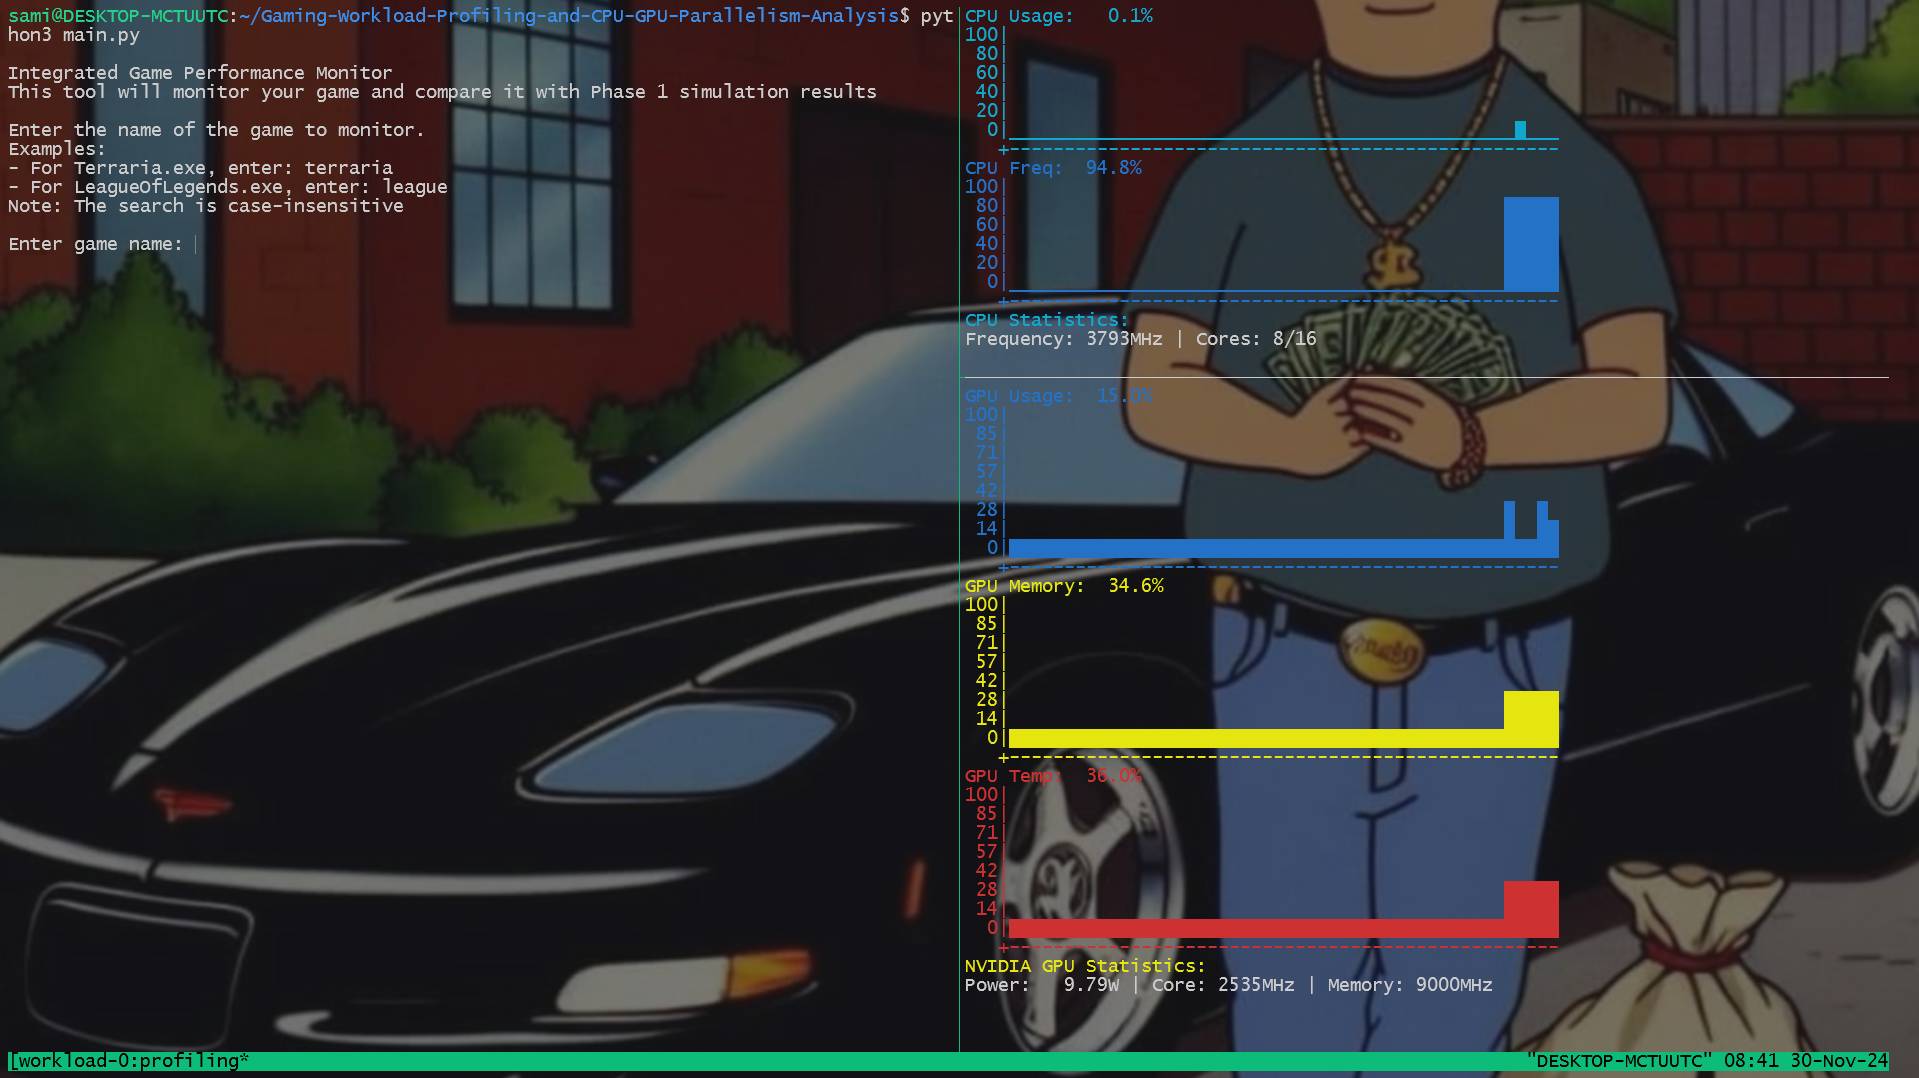 sami@DESKTOP-MCTUUTC:~/Gaming-Workload-Profiling-and-CPU-GPU-Parallelism-Analysis$ pyt
hon3 main.py
Integrated Game Performance Monitor
This tool will monitor your game and compare it with Phase 1 simulation results
Enter the name of the game to monitor.
Examples:
- For Terraria.exe, enter: terraria
- For LeagueOfLegends.exe, enter: league
Note: The search is case-insensitive
Enter game name:
CPU Usage:   0.1%
100|
80|
60|
40|
20|
0|
+--------------------------------------------------
CPU Freq:  94.8%
100|
80|
60|
40|
20|
0|
+--------------------------------------------------
CPU Statistics:
Frequency: 3793MHz | Cores: 8/16
GPU Usage:  15.0%
100|
85|
71|
57|
42|
28|
14|
0|
+--------------------------------------------------
GPU Memory:  34.6%
100|
85|
71|
57|
42|
28|
14|
0|
+--------------------------------------------------
GPU Temp:  36.0%
100|
85|
71|
57|
42|
28|
14|
0|
+--------------------------------------------------
NVIDIA GPU Statistics:
Power:   9.79W | Core: 2535MHz | Memory: 9000MHz
[workload-0:profiling*
"DESKTOP-MCTUUTC" 08:41 30-Nov-24